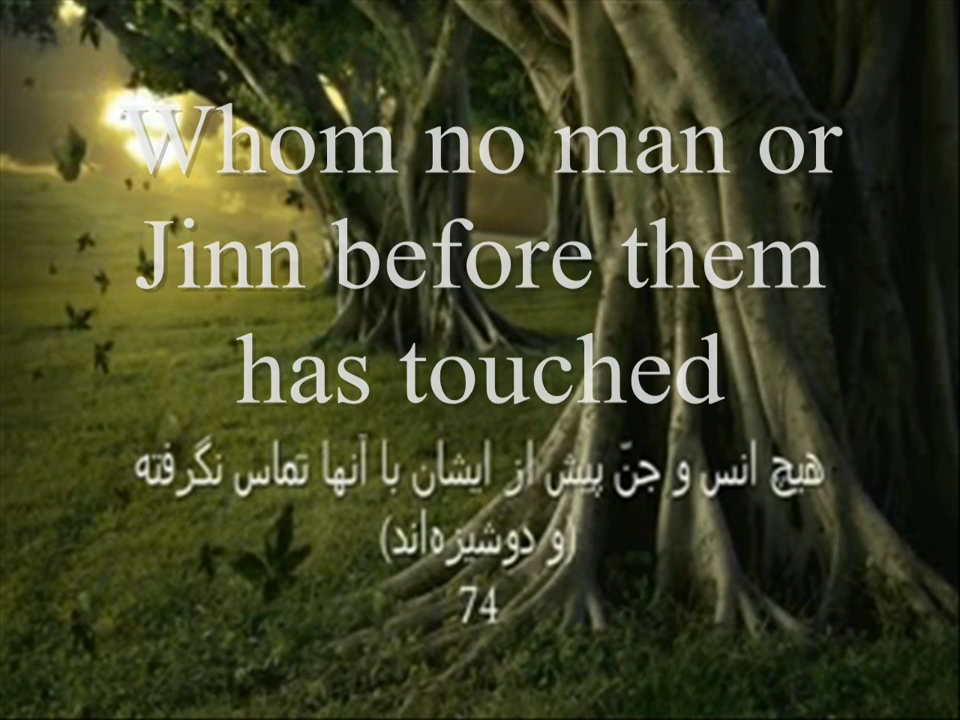 Whom no man or
Jinn before them
has touched
هیچ انس و جنّ پیش از ایشان با آنها تماس نگرفته
(و دوشیزه‌اند)
74